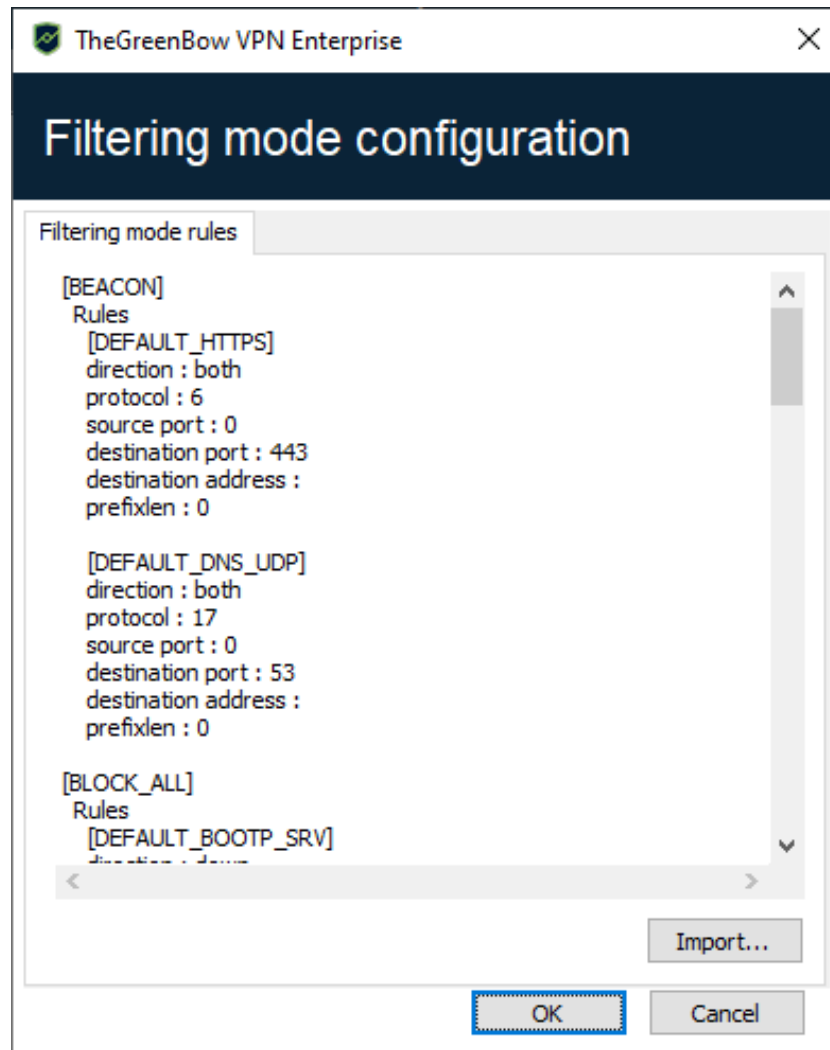 TheGreenBow VPN Enterprise
Filtering mode configuration
Filtering mode rules
[BEACON]
Rules
[DEFAULT_HTTPS]
direction : both
protocol : 6
source port : 0
destination port : 443
destination address :
prefixlen : 0
[DEFAULT_DNS_UDP]
direction : both
protocol : 17
source port : 0
destination port : 53
destination address :
prefixlen : 0
[BLOCK_ALL]
Rules
[DEFAULT_BOOTP_SRV]
direction : down
Import...
OK
Cancel